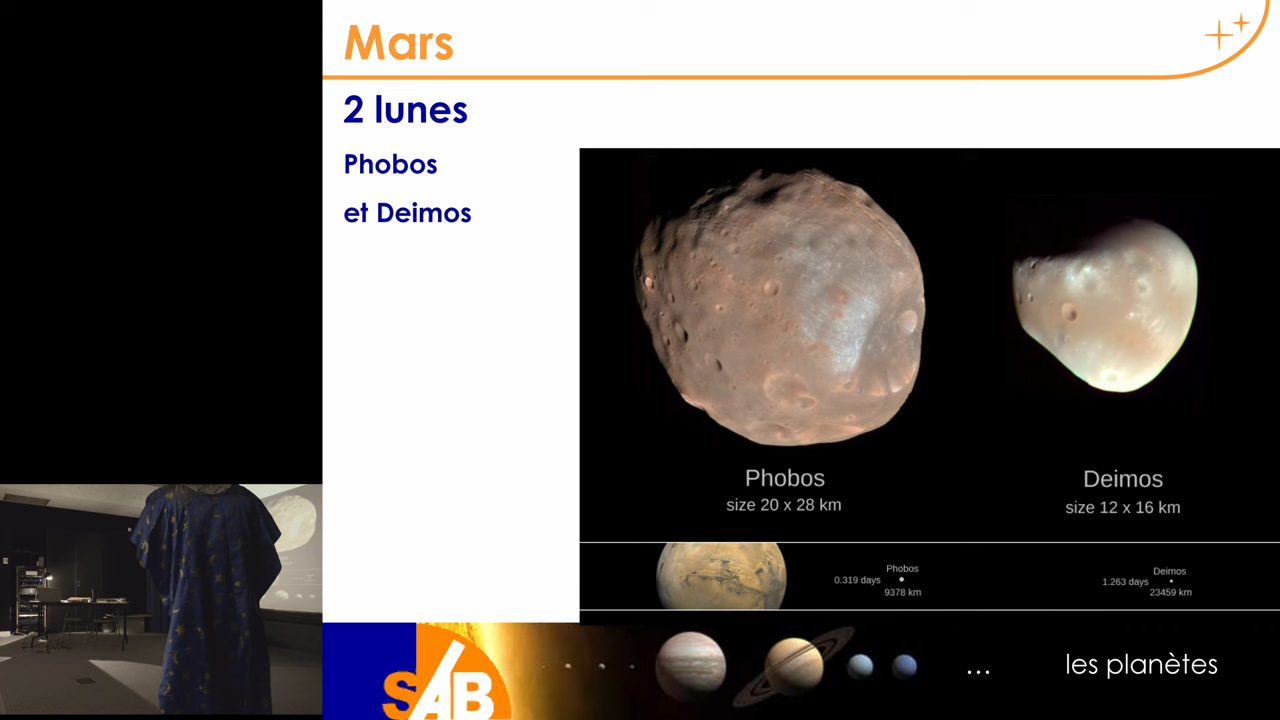 Mars
2 lunes
Phobos
et Deimos
Phobos
size 20 x 28 km
Deimos
size 12 x 16 km
Phobos
0.319 days
9378 km
Deimos
1.263 days
23459 km
SAB
...
les planètes